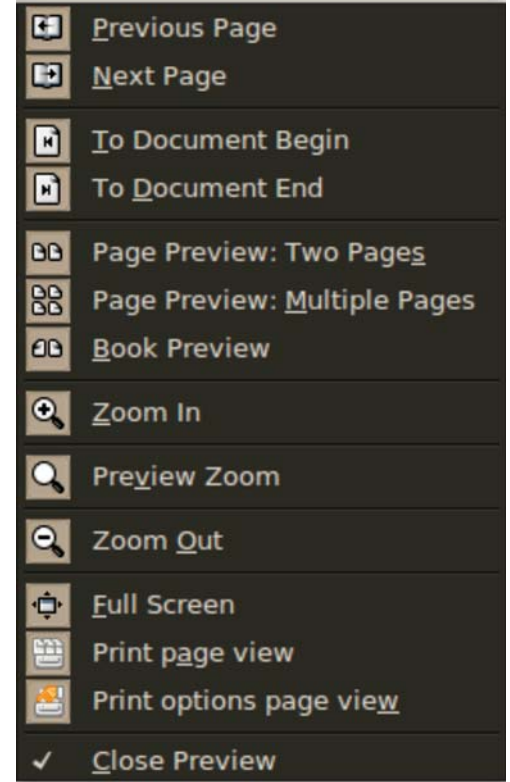 Previous Page
Next Page
To Document Begin
To Document End
Page Preview: Two Pages
Page Preview: Multiple Pages
Book Preview
Zoom In
Preview Zoom
Zoom Out
Full Screen
Print page view
Print options page view
Close Preview